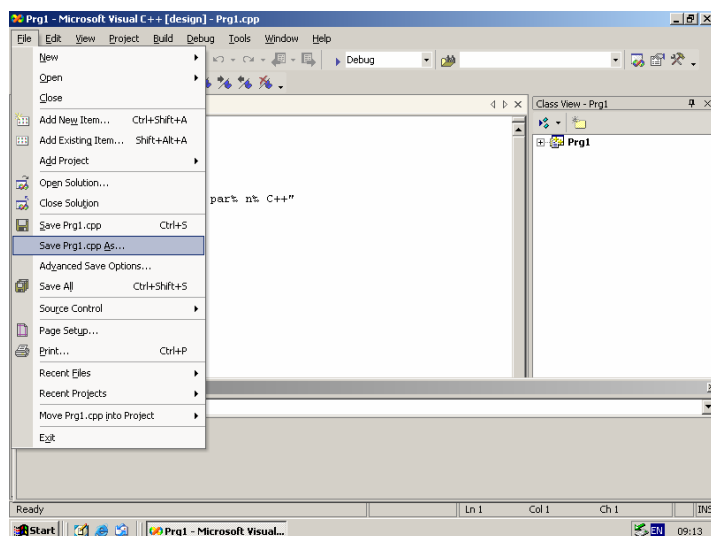 Prg1 - Microsoft Visual C++ [design] - Prg1.cpp
File Edit View Project Build Debug Tools Window Help
Debug
New
Open
Close
Add New Item... Ctrl+Shift+A
Add Existing Item... Shift+Alt+A
Add Project
Open Solution...
Close Solution
Save Prg1.cpp Ctrl+S
Save Prg1.cpp As...
Advanced Save Options...
Save All Ctrl+Shift+S
Source Control
Page Setup...
Print... Ctrl+P
Recent Files
Recent Projects
Move Prg1.cpp into Project
Exit
par% n% C++"
Class View - Prg1
Prg1
Ready Ln 1 Col 1 Ch 1 INS
Start Prg1 - Microsoft Visual... EN 09:13